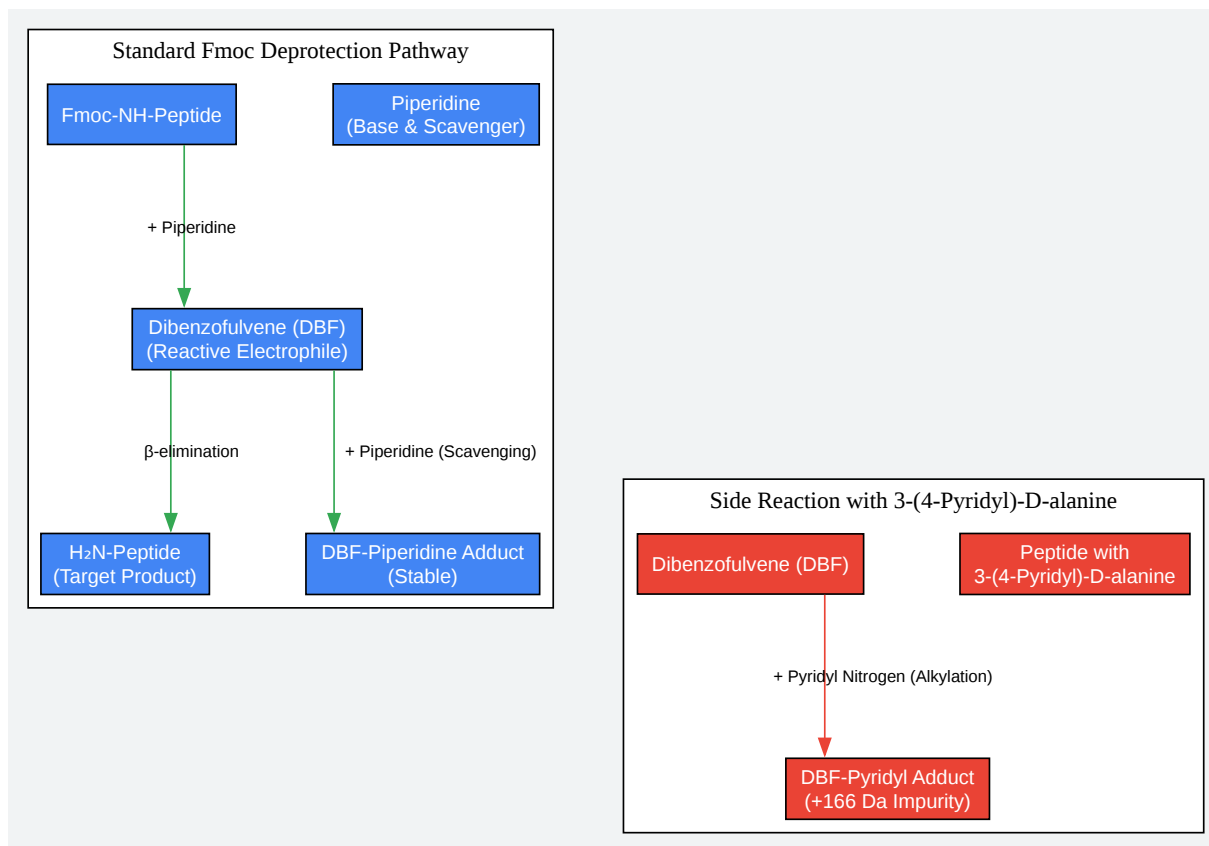 Standard Fmoc Deprotection Pathway
Fmoc-NH-Peptide
Piperidine
(Base & Scavenger)
+ Piperidine
Dibenzofulvene (DBF)
(Reactive Electrophile)
β-elimination
+ Piperidine (Scavenging)
H₂N-Peptide
(Target Product)
DBF-Piperidine Adduct
(Stable)
Side Reaction with 3-(4-Pyridyl)-D-alanine
Dibenzofulvene (DBF)
Peptide with
3-(4-Pyridyl)-D-alanine
+ Pyridyl Nitrogen (Alkylation)
DBF-Pyridyl Adduct
(+166 Da Impurity)